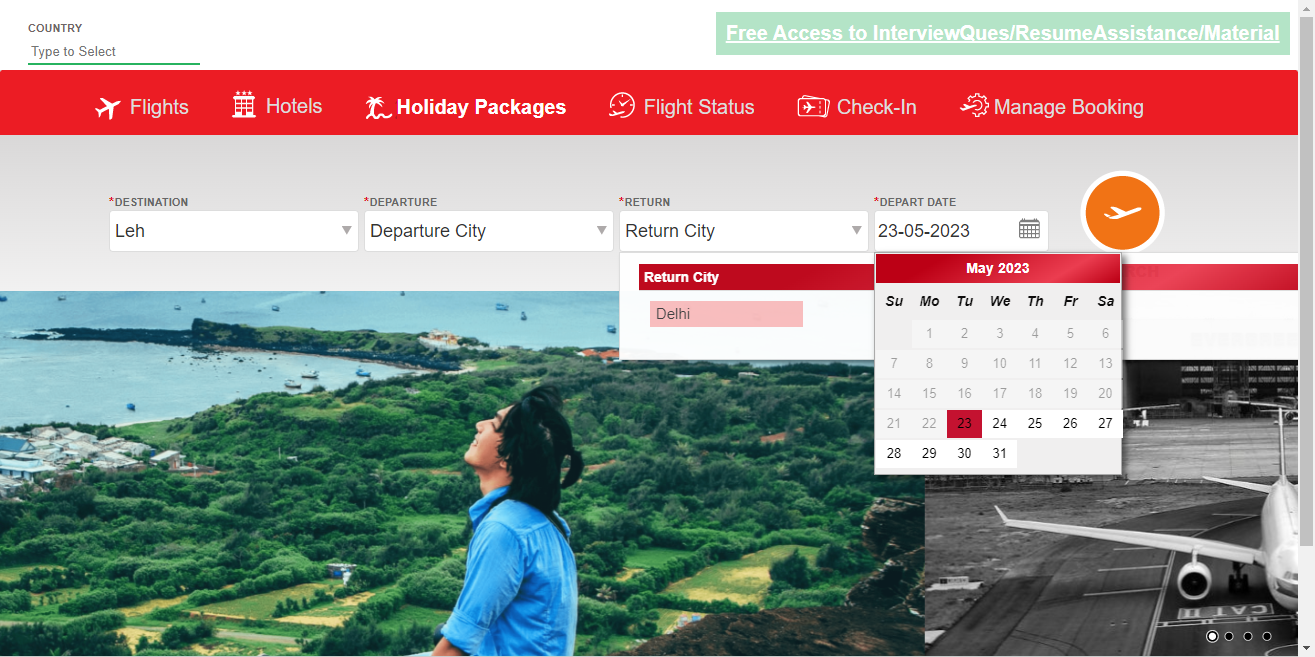 COUNTRY
Type to Select
Free Access to InterviewQues/ResumeAssistance/Material
Flights
Hotels
Holiday Packages
Flight Status
Check-In
Manage Booking
*DESTINATION
*DEPARTURE
*RETURN
*DEPART DATE
Leh
Departure City
Return City
23-05-2023
Return City
Delhi
May 2023
Su Mo Tu We Th Fr Sa
1 2 3 4 5 6
7 8 9 10 11 12 13
14 15 16 17 18 19 20
21 22 23 24 25 26 27
28 29 30 31
CAT II